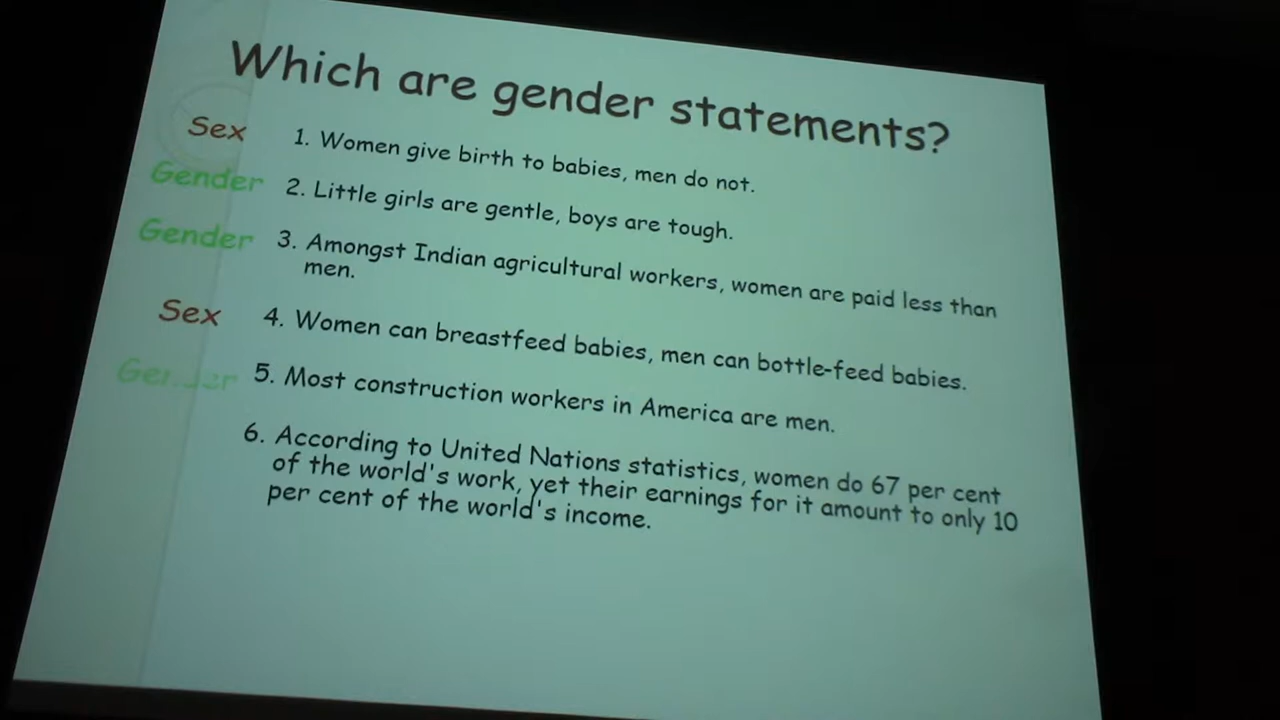 Which are gender statements?
Sex 1. Women give birth to babies, men do not.
Gender 2. Little girls are gentle, boys are tough.
Gender 3. Amongst Indian agricultural workers, women are paid less than
men.
Sex 4. Women can breastfeed babies, men can bottle-feed babies.
Gender 5. Most construction workers in America are men.
6. According to United Nations statistics, women do 67 per cent
of the world's work, yet their earnings for it amount to only 10
per cent of the world's income.